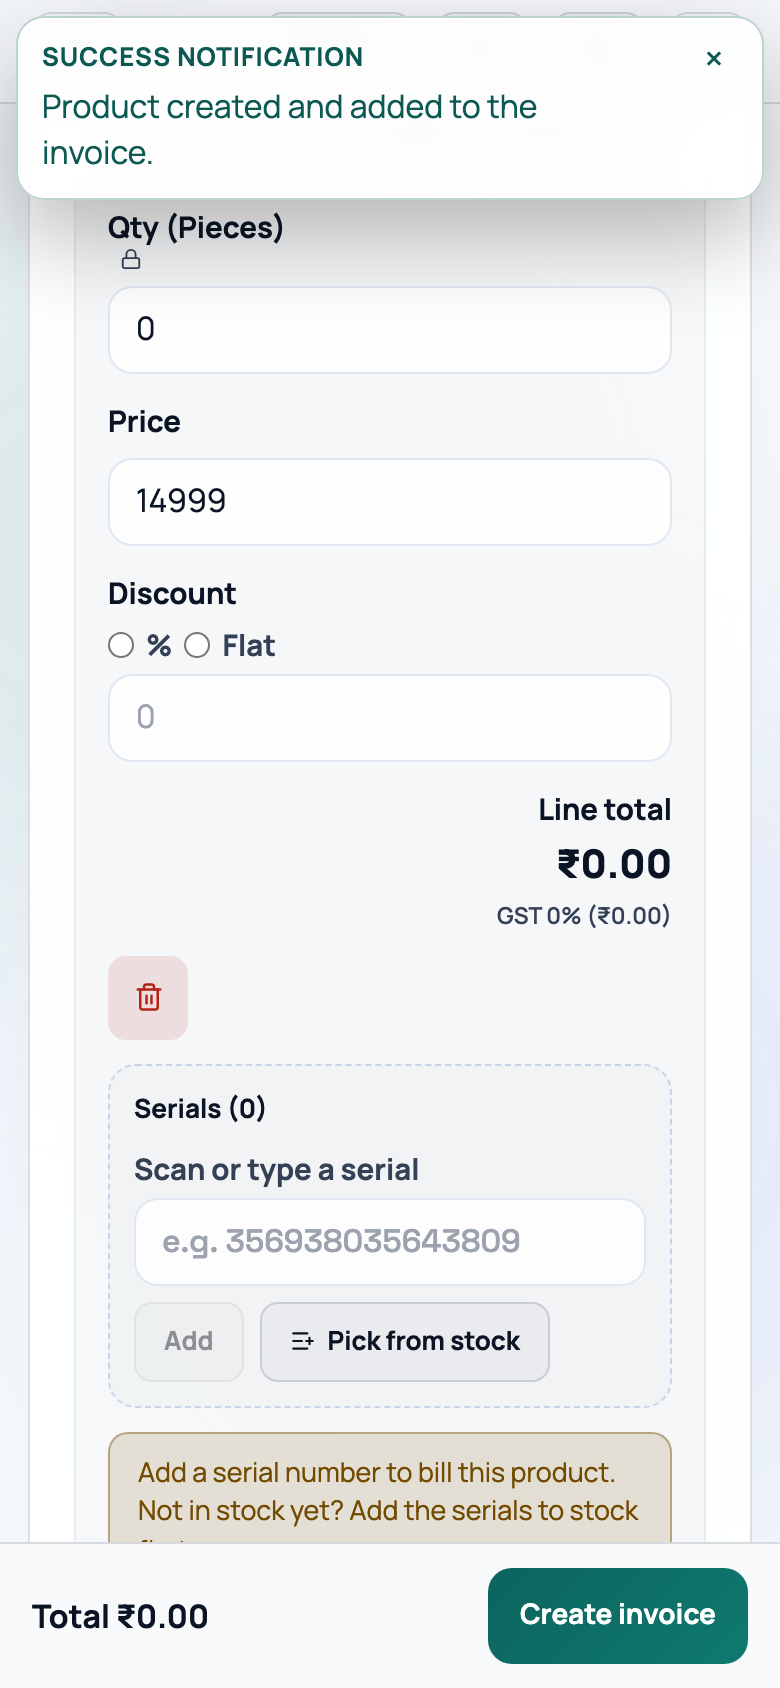 SUCCESS NOTIFICATION
Product created and added to the
invoice.
Qty (Pieces)
0
Price
14999
Discount
% Flat
0
Line total
₹0.00
GST 0% (₹0.00)
Serials (0)
Scan or type a serial
e.g. 356938035643809
Add
Pick from stock
Add a serial number to bill this product.
Not in stock yet? Add the serials to stock
Total ₹0.00
Create invoice